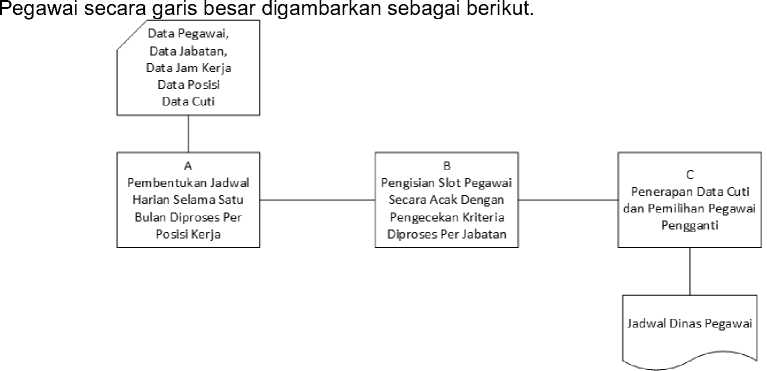 Pegawai secara garis besar digambarkan sebagai berikut.
Data Pegawai,
Data Jabatan,
Data Jam Kerja
Data Posisi
Data Cuti
A
Pembentukan Jadwal
Harian Selama Satu
Bulan Diproses Per
Posisi Kerja
B
Pengisian Slot Pegawai
Secara Acak Dengan
Pengecekan Kriteria
Diproses Per Jabatan
C
Penerapan Data Cuti
dan Pemilihan Pegawai
Pengganti
Jadwal Dinas Pegawai